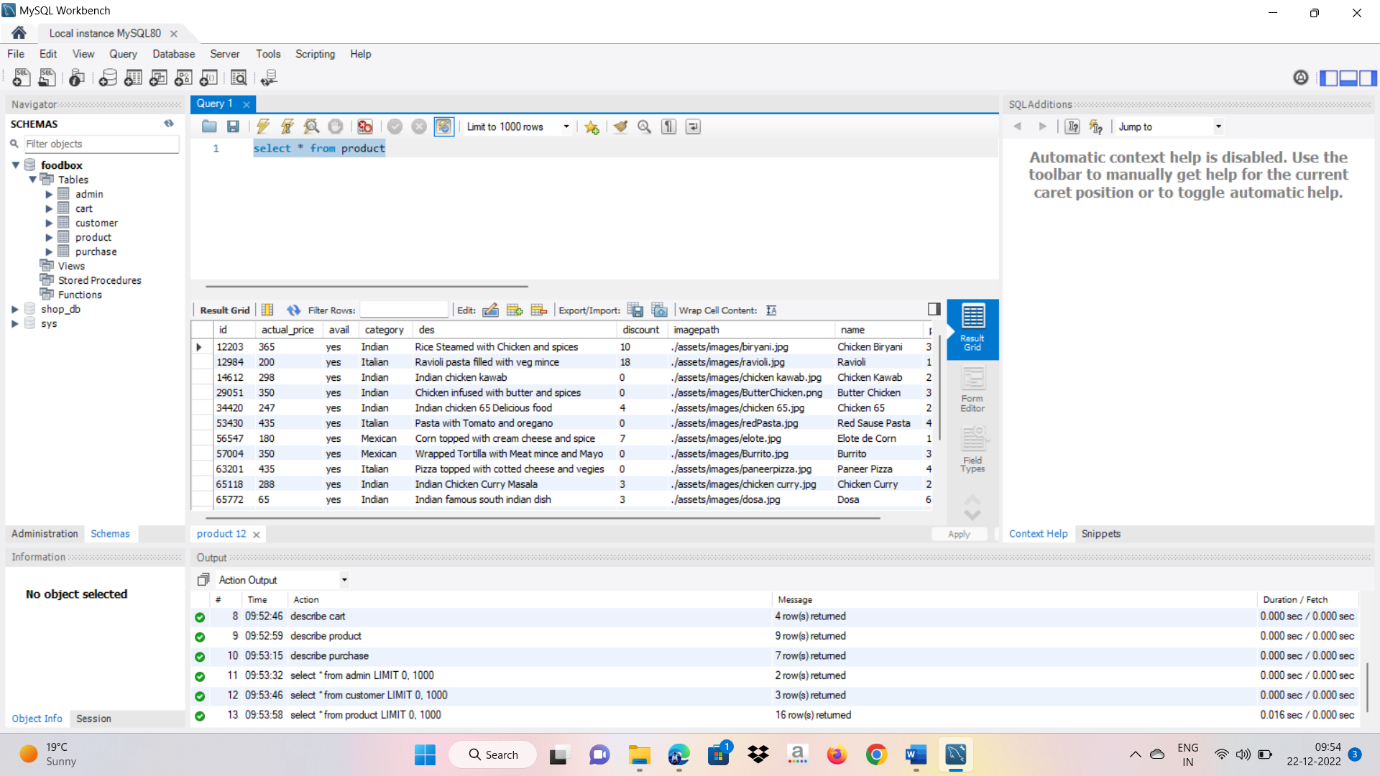 MySQL Workbench
Local instance MySQL80
File Edit View Query Database Server Tools Scripting Help
Navigator
SCHEMAS
Filter objects
foodbox
Tables
admin
cart
customer
product
purchase
Views
Stored Procedures
Functions
shop_db
sys
Administration Schemas
Information
No object selected
Object Info Session
Query 1
Limit to 1000 rows
1 select * from product
Result Grid Filter Rows: Edit: Export/Import: Wrap Cell Content:
id actual_price avail category des discount imagepath name p
12203 365 yes Indian Rice Steamed with Chicken and spices 10 ./assets/images/biryani.jpg Chicken Biryani 3
12984 200 yes Italian Ravioli pasta filled with veg mince 18 ./assets/images/ravioli.jpg Ravioli 1
14612 298 yes Indian Indian chicken kawab 0 ./assets/images/chicken kawab.jpg Chicken Kawab 2
29051 350 yes Indian Chicken infused with butter and spices 0 ./assets/images/ButterChicken.png Butter Chicken 3
34420 247 yes Indian Indian chicken 65 Delicious food 4 ./assets/images/chicken 65.jpg Chicken 65 2
53430 435 yes Italian Pasta with Tomato and oregano 0 ./assets/images/redPasta.jpg Red Sause Pasta 4
56547 180 yes Mexican Corn topped with cream cheese and spice 7 ./assets/images/elote.jpg Elote de Corn 1
57004 350 yes Mexican Wrapped Tortilla with Meat mince and Mayo 0 ./assets/images/Burrito.jpg Burrito 3
63201 435 yes Italian Pizza topped with cotted cheese and vegies 0 ./assets/images/paneerpizza.jpg Paneer Pizza 4
65118 288 yes Indian Indian Chicken Curry Masala 3 ./assets/images/chicken curry.jpg Chicken Curry 2
65772 65 yes Indian Indian famous south indian dish 3 ./assets/images/dosa.jpg Dosa 6
Result
Grid
Form
Editor
Field
Types
product 12 Apply
SQLAdditions
Jump to
Automatic context help is disabled. Use the
toolbar to manually get help for the current
caret position or to toggle automatic help.
Context Help Snippets
Output
Action Output
# Time Action Message Duration / Fetch
8 09:52:46 describe cart 4 row(s) returned 0.000 sec / 0.000 sec
9 09:52:59 describe product 9 row(s) returned 0.000 sec / 0.000 sec
10 09:53:15 describe purchase 7 row(s) returned 0.000 sec / 0.000 sec
11 09:53:32 select * from admin LIMIT 0, 1000 2 row(s) returned 0.000 sec / 0.000 sec
12 09:53:46 select * from customer LIMIT 0, 1000 3 row(s) returned 0.000 sec / 0.000 sec
13 09:53:58 select * from product LIMIT 0, 1000 16 row(s) returned 0.016 sec / 0.000 sec
19°C
Sunny
Search
1
ENG
IN
09:54
22-12-2022
3